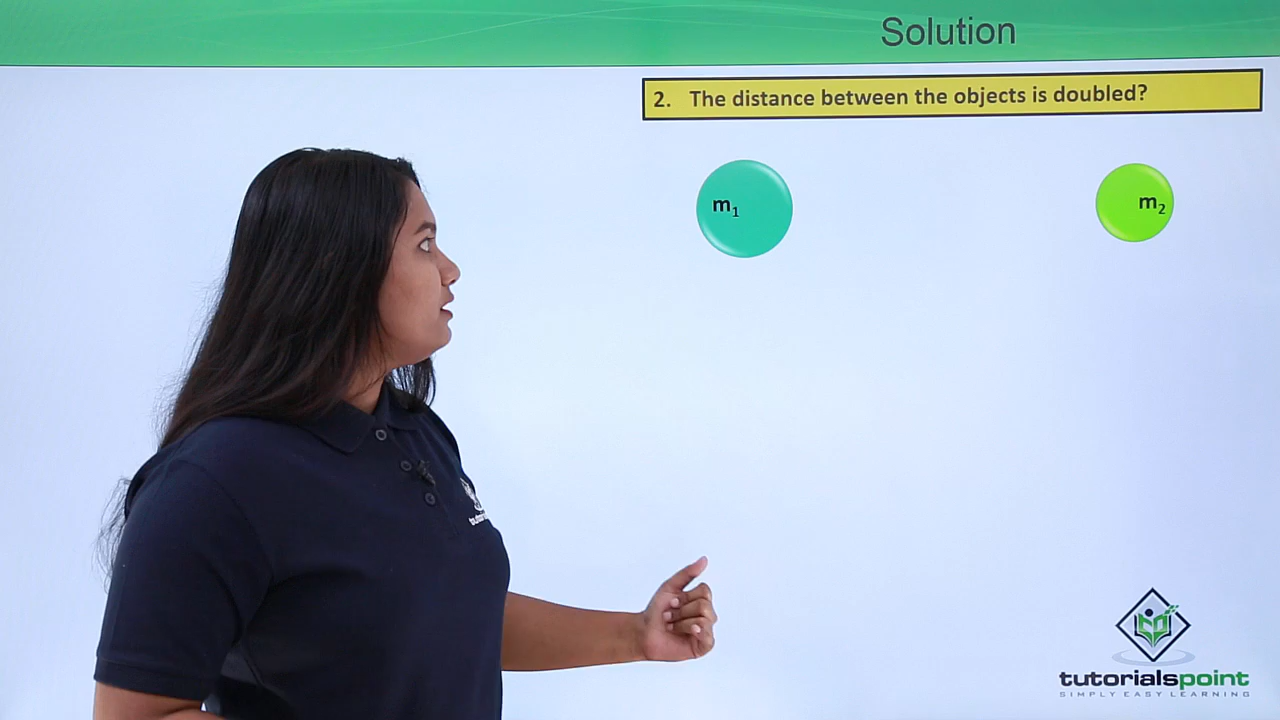 Solution
2. The distance between the objects is doubled?
m₁
m₂
tutorialspoint
SIMPLY EASY LEARNING